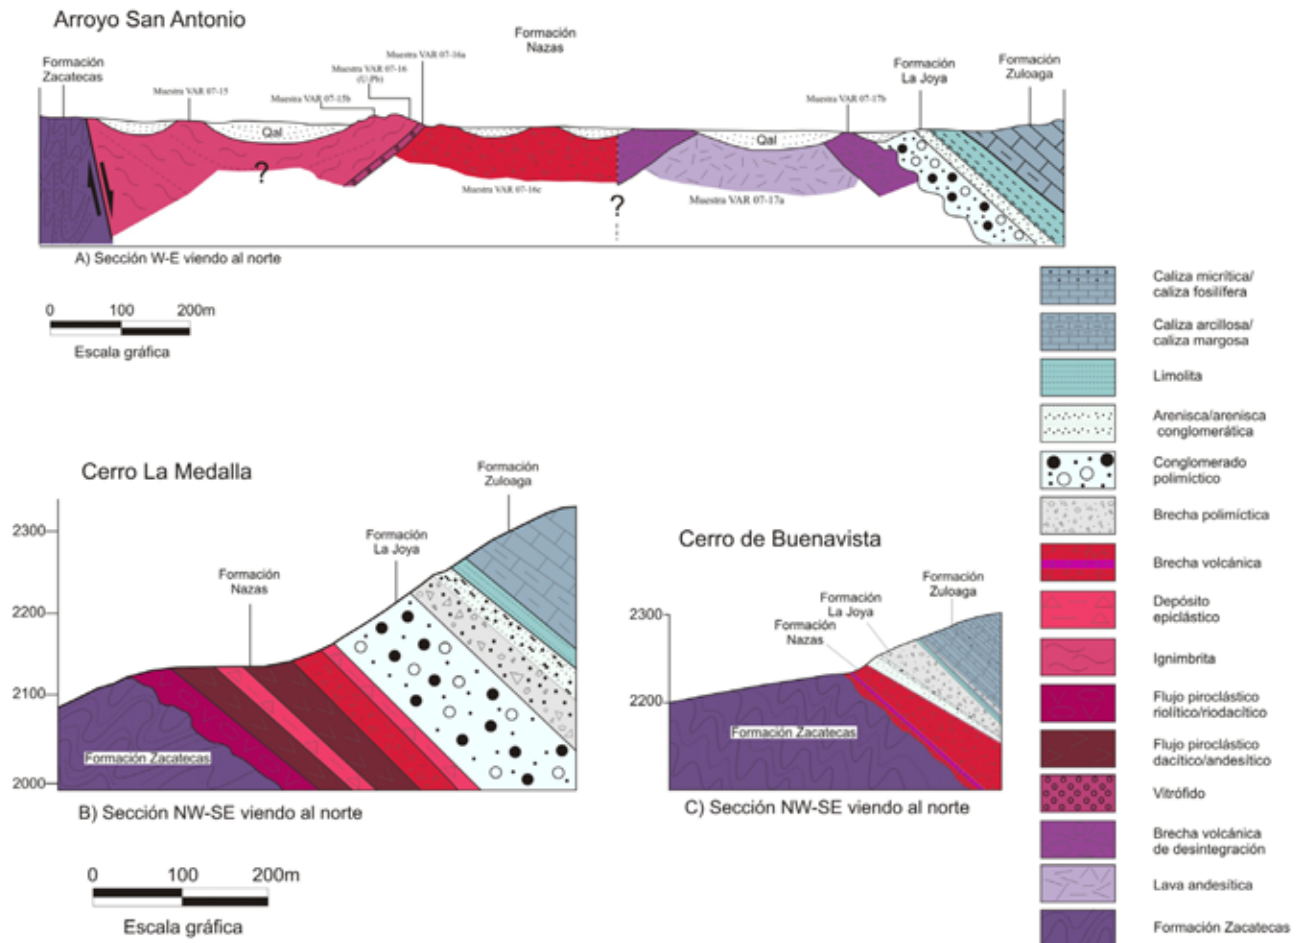 Arroyo San Antonio
Formación
Zacatecas
Muestra VAR 07-15
Muestra VAR 07-15b
Muestra VAR 07-16
(U-Pb)
Muestra VAR 07-16a
Formación
Nazas
Muestra VAR 07-17b
Formación
La Joya
Formación
Zuloaga
Qal
Qal
?
Muestra VAR 07-16c
?
Muestra VAR 07-17a
A) Sección W-E viendo al norte
0 100 200m
Escala gráfica
Cerro La Medalla
Formación
Zuloaga
Formación
La Joya
Formación
Nazas
2300
2200
2100
2000
Formación Zacatecas
B) Sección NW-SE viendo al norte
0 100 200m
Escala gráfica
Cerro de Buenavista
Formación
Zuloaga
Formación
La Joya
Formación
Nazas
2300
2200
Formación Zacatecas
C) Sección NW-SE viendo al norte
Caliza micrítica/
caliza fosilífera
Caliza arcillosa/
caliza margosa
Limolita
Arenisca/arenisca
conglomerática
Conglomerado
polimíctico
Brecha polimíctica
Brecha volcánica
Depósito
epiclástico
Ignimbrita
Flujo piroclástico
riolítico/riodacítico
Flujo piroclástico
dacítico/andesítico
Vitrófido
Brecha volcánica
de desintegración
Lava andesítica
Formación Zacatecas